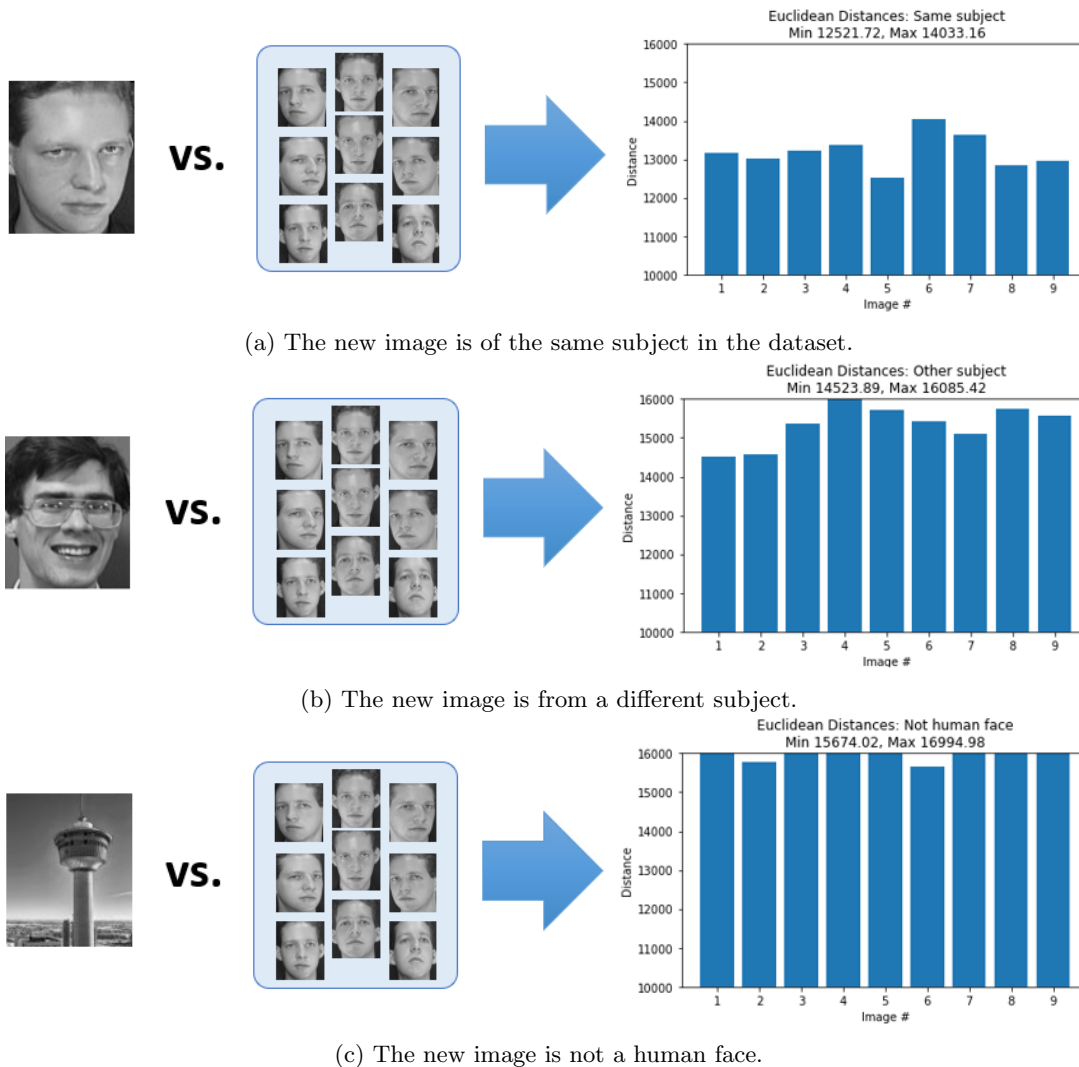 Euclidean Distances: Same subject
Min 12521.72, Max 14033.16
16000
15000
14000
13000
12000
11000
10000
Distance
vs.
1 2 3 4 5 6 7 8 9
Image #
(a) The new image is of the same subject in the dataset.
Euclidean Distances: Other subject
Min 14523.89, Max 16085.42
16000
15000
14000
13000
12000
11000
10000
Distance
vs.
1 2 3 4 5 6 7 8 9
Image #
(b) The new image is from a different subject.
Euclidean Distances: Not human face
Min 15674.02, Max 16994.98
16000
15000
14000
13000
12000
11000
10000
Distance
vs.
1 2 3 4 5 6 7 8 9
Image #
(c) The new image is not a human face.